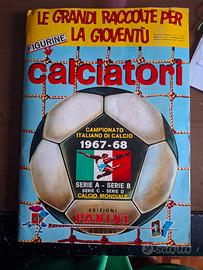 LE GRANDI RACCOLTE PER
LA GIOVENTÙ
FIGURINE
calciatori
CAMPIONATO
ITALIANO DI CALCIO
1967-68
SERIE A - SERIE B
SERIE C - SERIE D
CALCIO MONDIALE
EDIZIONI
PANINI
subito